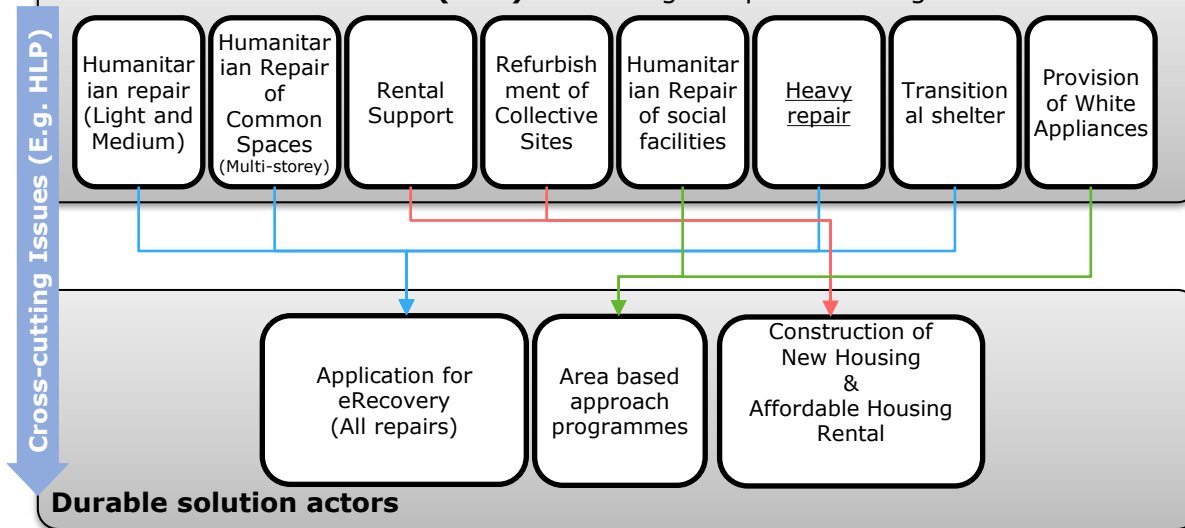 Cross-cutting Issues (E.g. HLP)
Humanitar
ian repair
(Light and
Medium)
Humanitar
ian Repair
of
Common
Spaces
(Multi-storey)
Rental
Support
Refurbish
ment of
Collective
Sites
Humanitar
ian Repair
of social
facilities
Heavy
repair
Transition
al shelter
Provision
of White
Appliances
Application for
eRecovery
(All repairs)
Area based
approach
programmes
Construction of
New Housing
&
Affordable Housing
Rental
Durable solution actors